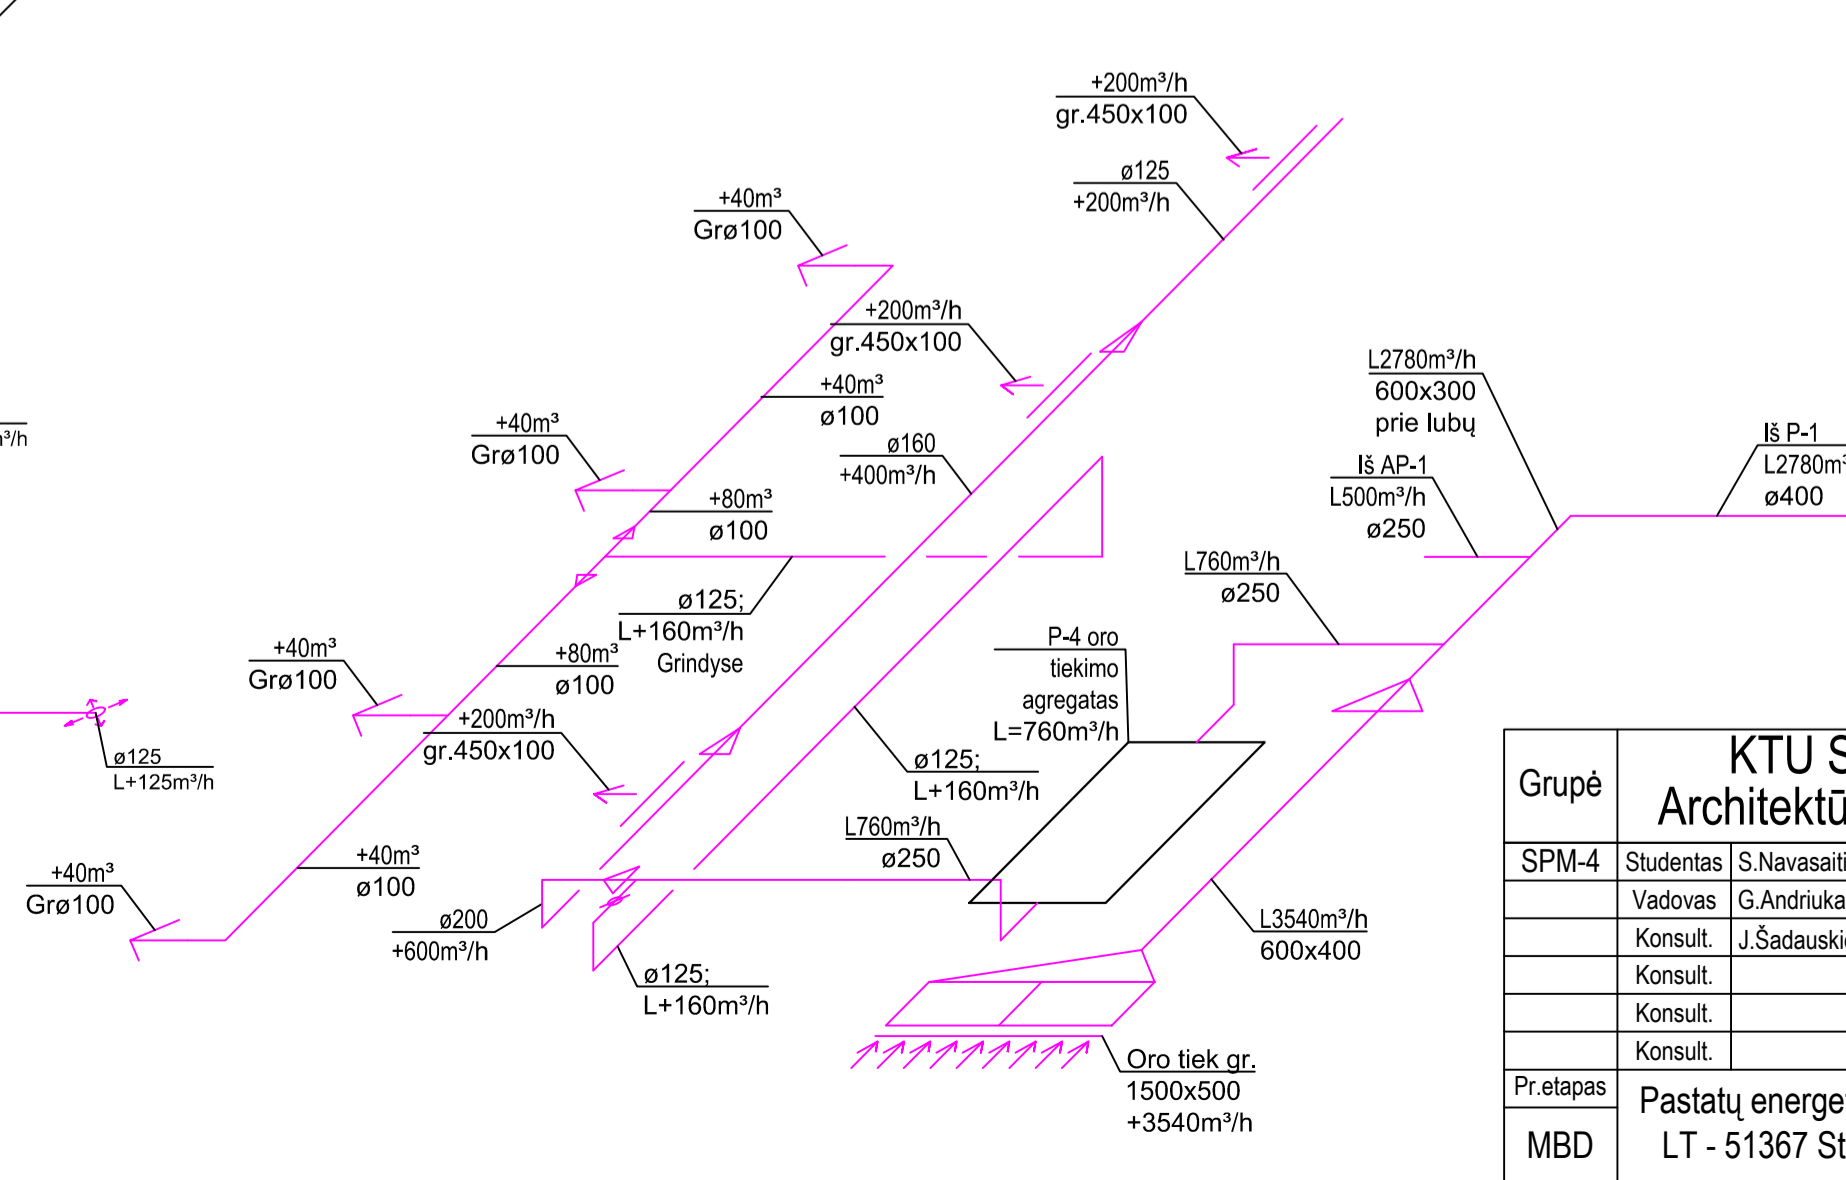 +200m³/h
gr.450x100
ø125
+200m³/h
+40m³
Grø100
+200m³/h
gr.450x100
+40m³
ø100
L2780m³/h
600x300
prie lubų
Iš P-1
L2780m³
ø400
m³/h
+40m³
Grø100
ø160
+400m³/h
Iš AP-1
L500m³/h
ø250
+80m³
ø100
L760m³/h
ø250
ø125;
L+160m³/h
Grindyse
P-4 oro
tiekimo
agregatas
L=760m³/h
+40m³
Grø100
+80m³
ø100
+200m³/h
gr.450x100
ø125
L+125m³/h
ø125;
L+160m³/h
L760m³/h
ø250
+40m³
Grø100
+40m³
ø100
ø200
+600m³/h
L3540m³/h
600x400
ø125;
L+160m³/h
Oro tiek gr.
1500x500
+3540m³/h
Grupė
KTU S
Architektū
SPM-4 Studentas S.Navasaiti
Vadovas G.Andriuka
Konsult. J.Šadauski
Konsult.
Konsult.
Konsult.
Pr.etapas
MBD
Pastatų energe
LT - 51367 St